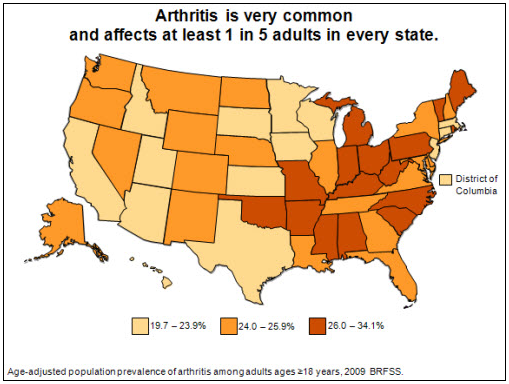 Arthritis is very common
and affects at least 1 in 5 adults in every state.
District of
Columbia
19.7 – 23.9%
24.0 – 25.9%
26.0 – 34.1%
Age-adjusted population prevalence of arthritis among adults ages ≥18 years, 2009 BRFSS.